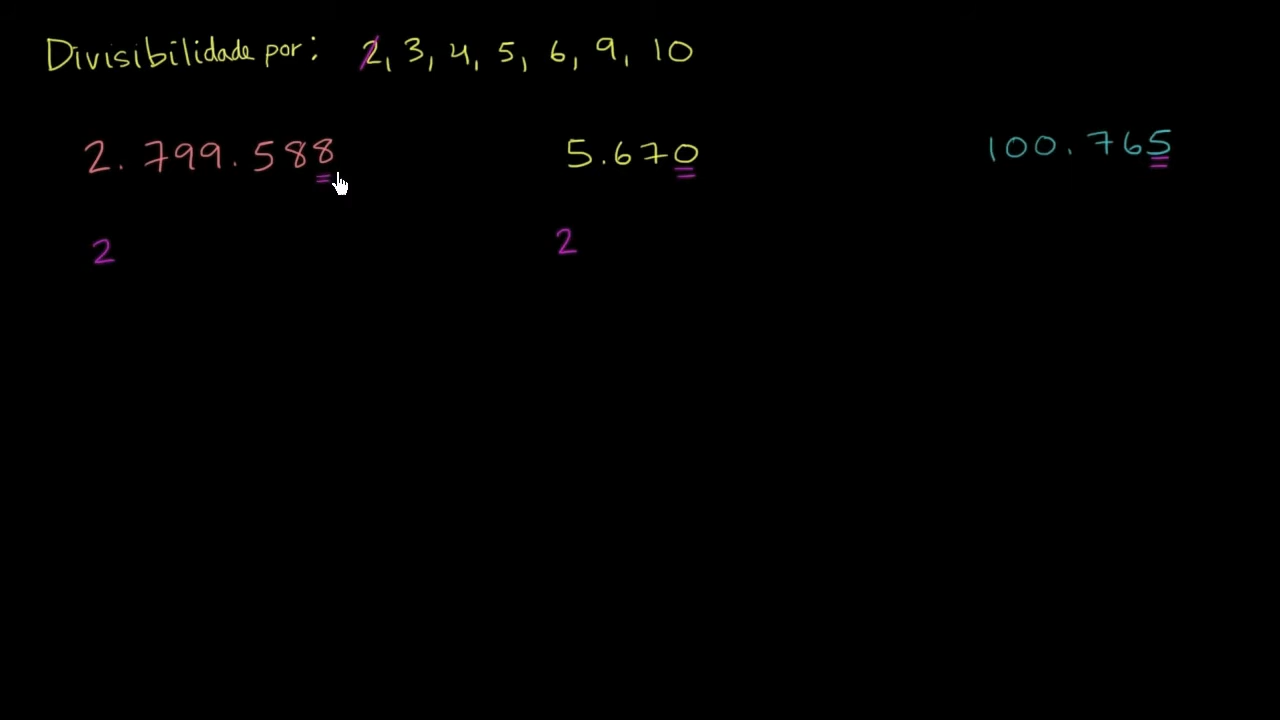 Divisibilidade por: 2, 3, 4, 5, 6, 9, 10
2.799.588 5.670 100.765
2 2